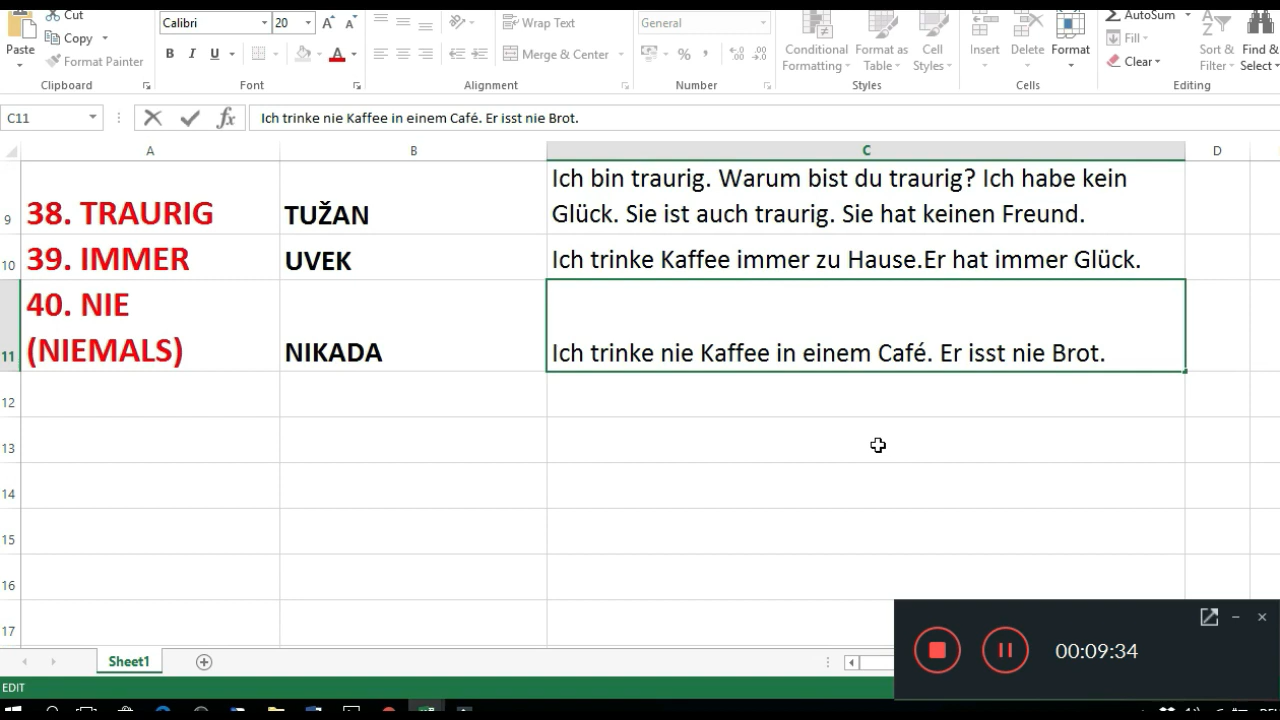 Cut
Calibri
20
Wrap Text
General
Paste
Copy
Format Painter
B I U
Merge & Center
Conditional Formatting
Format as Table
Cell Styles
Insert
Delete
Format
AutoSum
Fill
Clear
Sort & Filter
Find & Select
Clipboard
Font
Alignment
Number
Styles
Cells
Editing
C11
fx
Ich trinke nie Kaffee in einem Café. Er isst nie Brot.
A B C D
9
38. TRAURIG
TUŽAN
Ich bin traurig. Warum bist du traurig? Ich habe kein
Glück. Sie ist auch traurig. Sie hat keinen Freund.
10
39. IMMER
UVEK
Ich trinke Kaffee immer zu Hause.Er hat immer Glück.
11
40. NIE
(NIEMALS)
NIKADA
Ich trinke nie Kaffee in einem Café. Er isst nie Brot.
12
13
14
15
16
17
00:09:34
Sheet1
EDIT